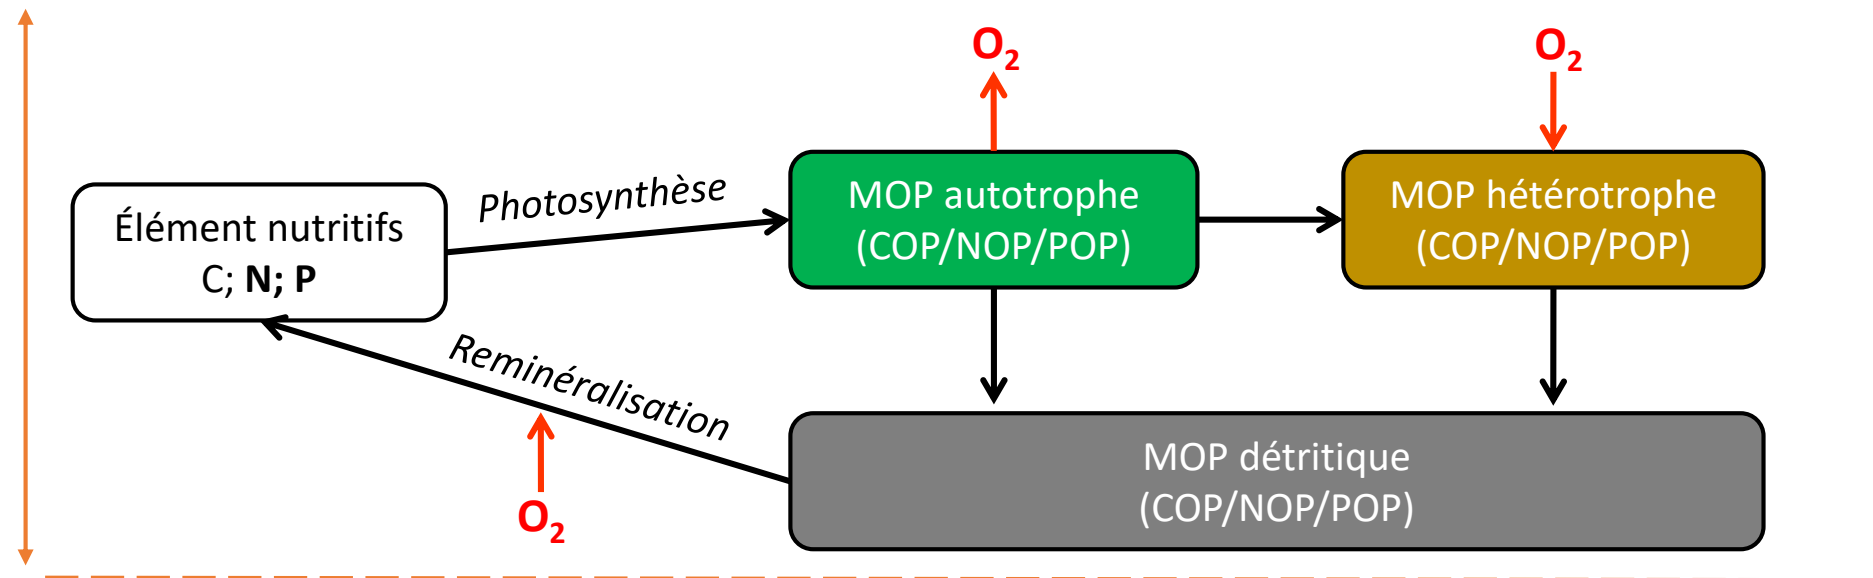 O₂
O₂
Photosynthèse
MOP autotrophe
(COP/NOP/POP)
MOP hétérotrophe
(COP/NOP/POP)
Élément nutritifs
C; N; P
Reminéralisation
MOP détritique
(COP/NOP/POP)
O₂